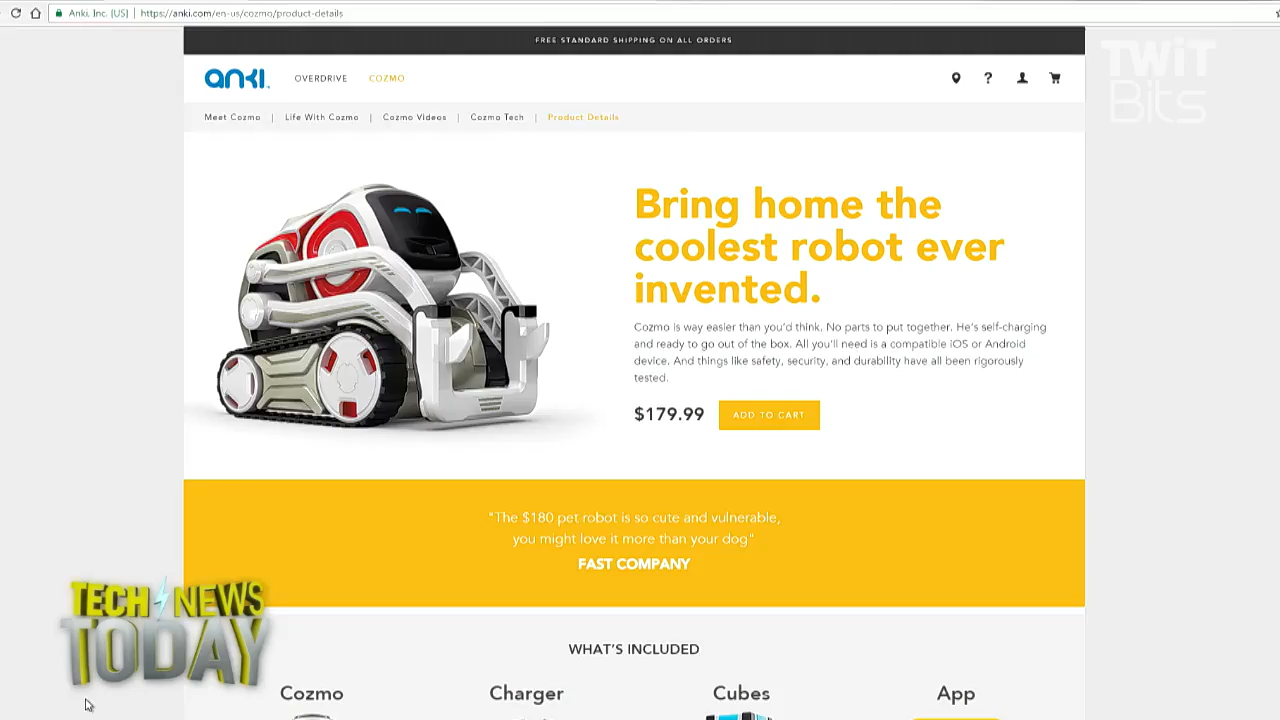 Anki, Inc. [US] | https://anki.com/en-us/cozmo/product-details
FREE STANDARD SHIPPING ON ALL ORDERS
TWiT
Bits
anki
OVERDRIVE
COZMO
?
Meet Cozmo | Life With Cozmo | Cozmo Videos | Cozmo Tech | Product Details
Bring home the
coolest robot ever
invented.
Cozmo is way easier than you'd think. No parts to put together. He's self-charging
and ready to go out of the box. All you'll need is a compatible iOS or Android
device. And things like safety, security, and durability have all been rigorously
tested.
$179.99
ADD TO CART
"The $180 pet robot is so cute and vulnerable,
you might love it more than your dog"
FAST COMPANY
TECH NEWS
TODAY
WHAT'S INCLUDED
Cozmo
Charger
Cubes
App